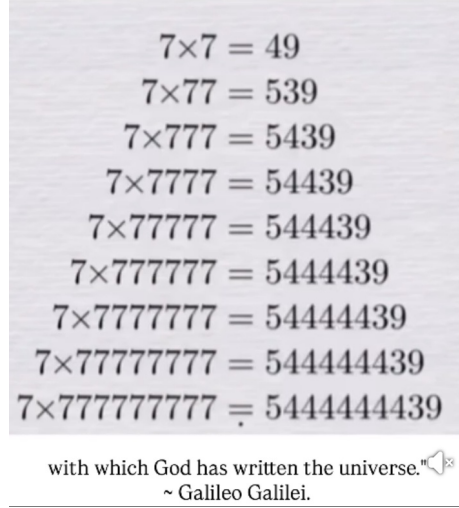 7×7 = 49
7×77 = 539
7×777 = 5439
7×7777 = 54439
7×77777 = 544439
7×777777 = 5444439
7×7777777 = 54444439
7×77777777 = 544444439
7×777777777 = 5444444439
with which God has written the universe."
~ Galileo Galilei.